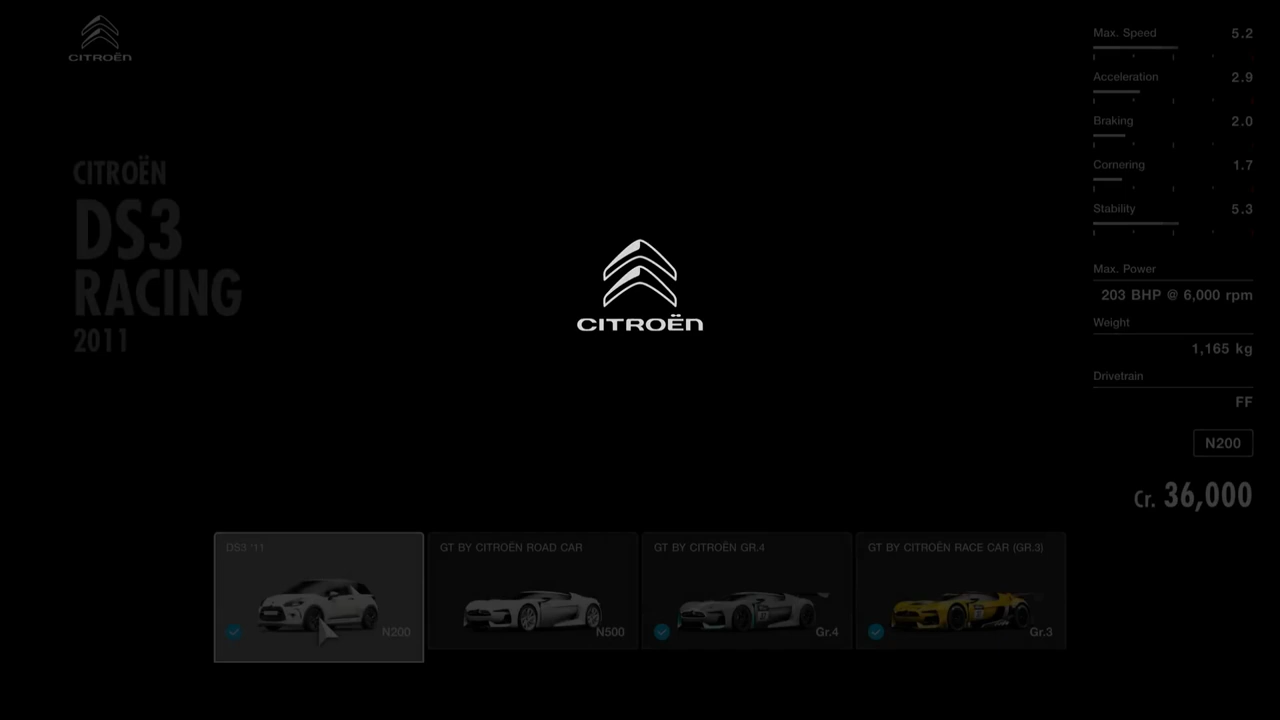 CITROËN
CITROËN
DS3
RACING
2011
CITROËN
Max. Speed 5.2
Acceleration 2.9
Braking 2.0
Cornering 1.7
Stability 5.3
Max. Power
203 BHP @ 6,000 rpm
Weight
1,165 kg
Drivetrain
FF
N200
Cr. 36,000
DS3 '11
N200
GT BY CITROËN ROAD CAR
N500
GT BY CITROËN GR.4
Gr.4
GT BY CITROËN RACE CAR (GR.3)
Gr.3